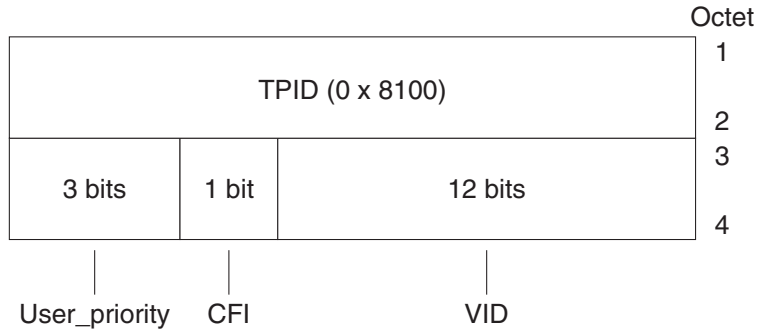 Octet
1
TPID (0 x 8100)
2
3
3 bits
1 bit
12 bits
4
User_priority
CFI
VID